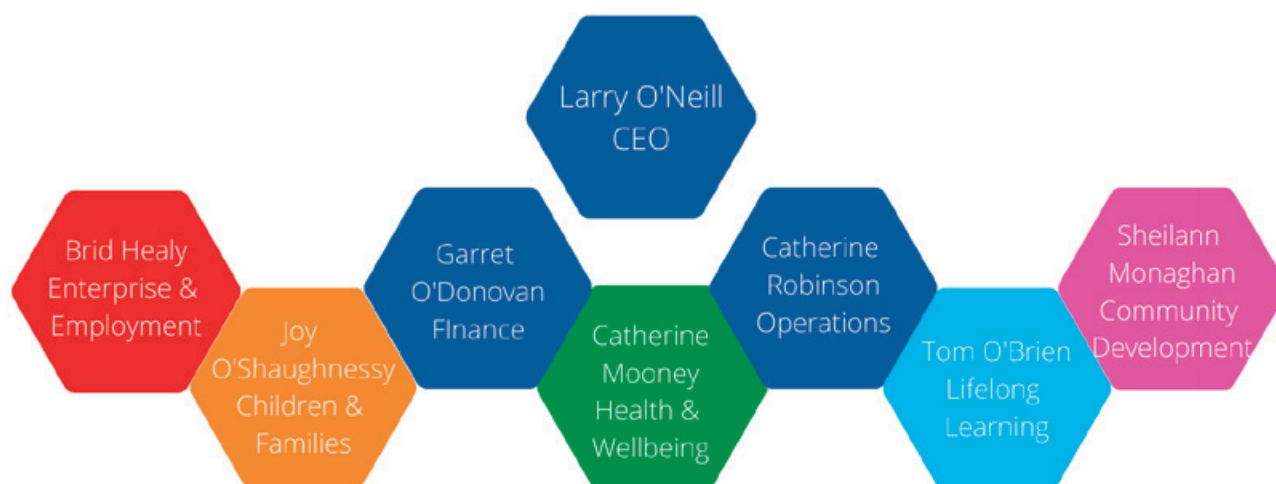 Larry O'Neill
CEO
Brid Healy
Enterprise &
Employment
Joy
O'Shaughnessy
Children &
Families
Garret
O'Donovan
FInance
Catherine
Mooney
Health &
Wellbeing
Catherine
Robinson
Operations
Tom O'Brien
Lifelong
Learning
Sheilann
Monaghan
Community
Development